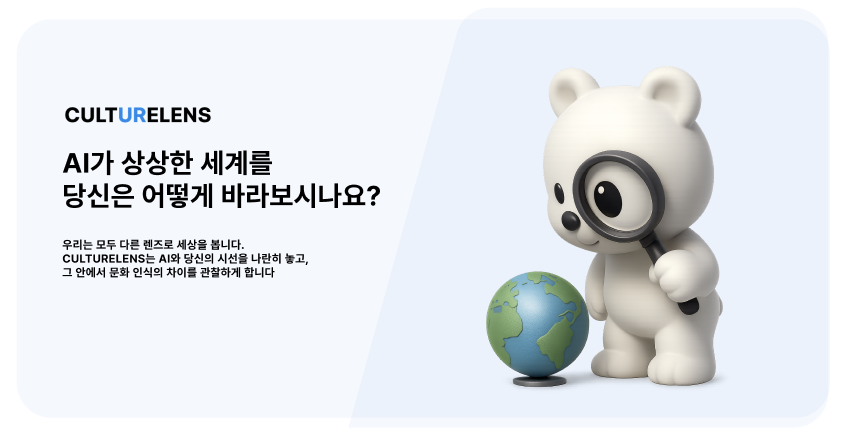 CULTURELENS
AI가 상상한 세계를
당신은 어떻게 바라보시나요?
우리는 모두 다른 렌즈로 세상을 봅니다.
CULTURELENS는 AI와 당신의 시선을 나란히 놓고,
그 안에서 문화 인식의 차이를 관찰하게 합니다